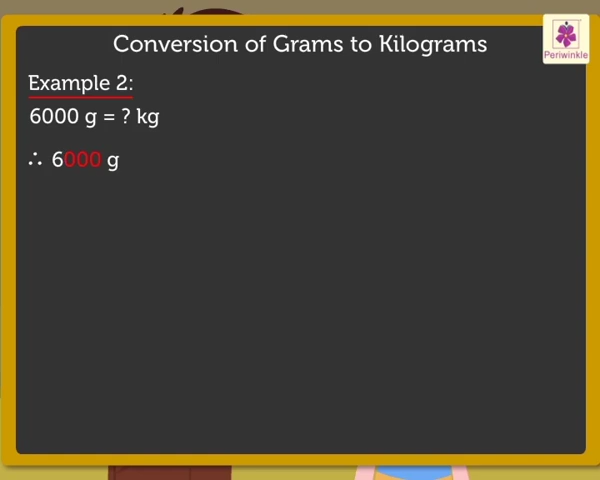 Conversion of Grams to Kilograms
Periwinkle
Example 2:
6000 g = ? kg
∴ 6000 g